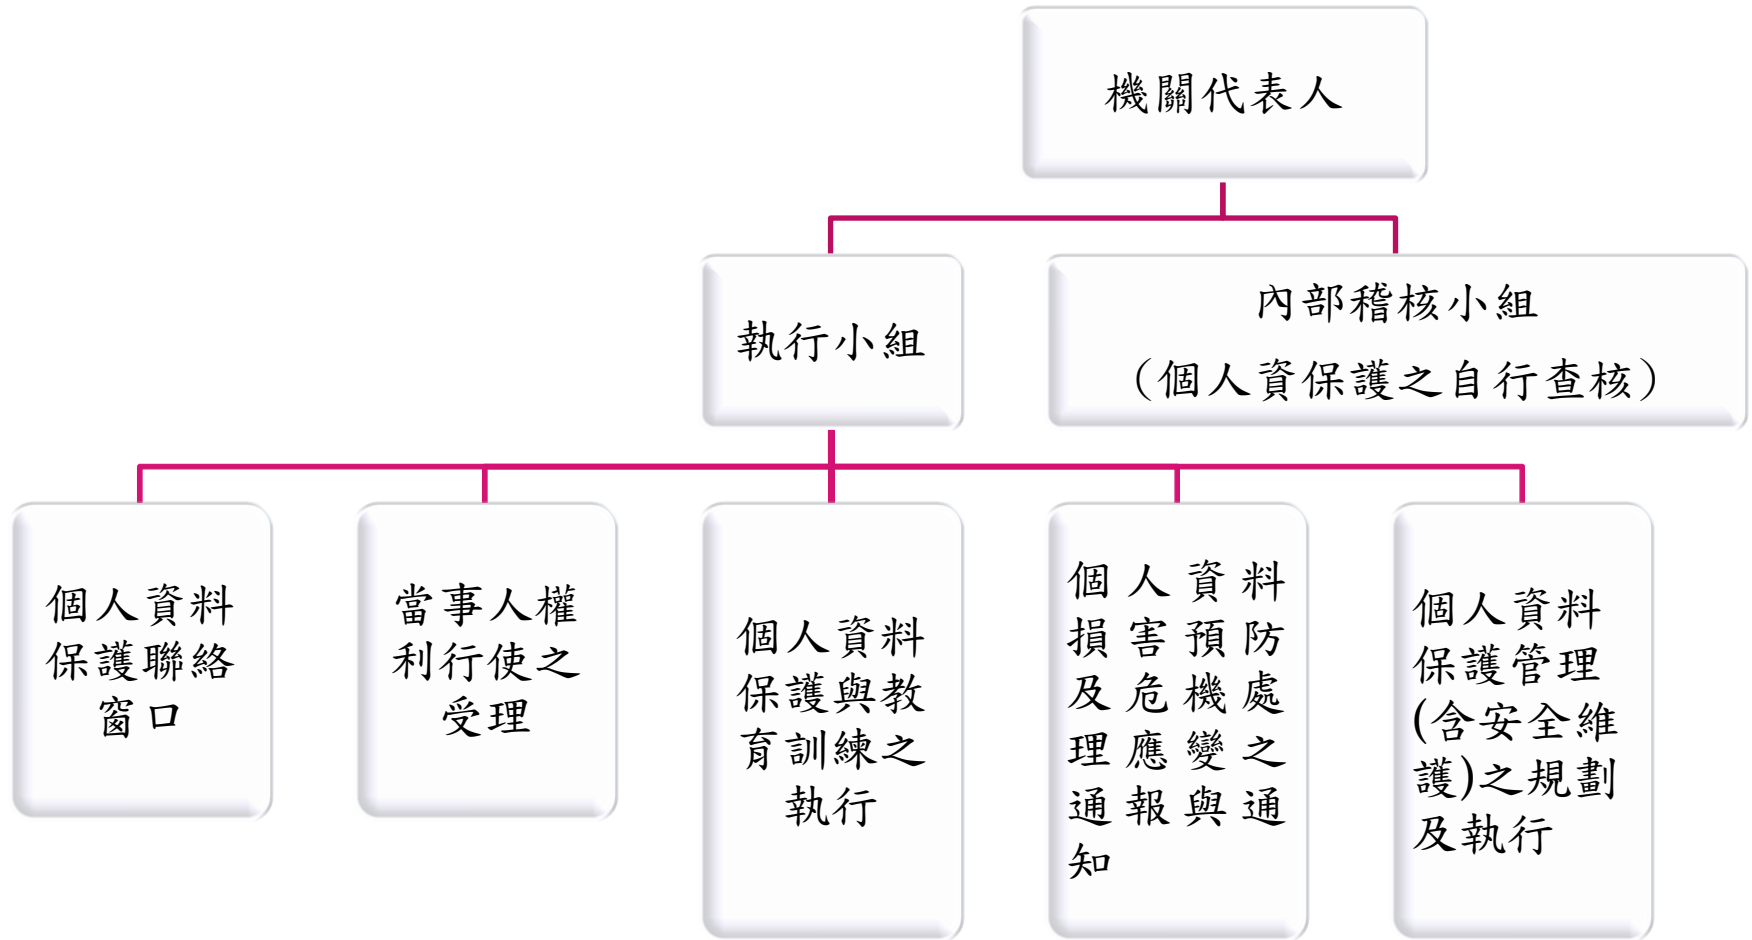 機關代表人
執行小組
內部稽核小組
（個人資保護之自行查核）
個人資料
保護聯絡
窗口
當事人權
利行使之
受理
個人資料
保護與教
育訓練之
執行
個人資料
損害預防
及危機處
理應變之
通報與通
知
個人資料
保護管理
(含安全維
護)之規劃
及執行